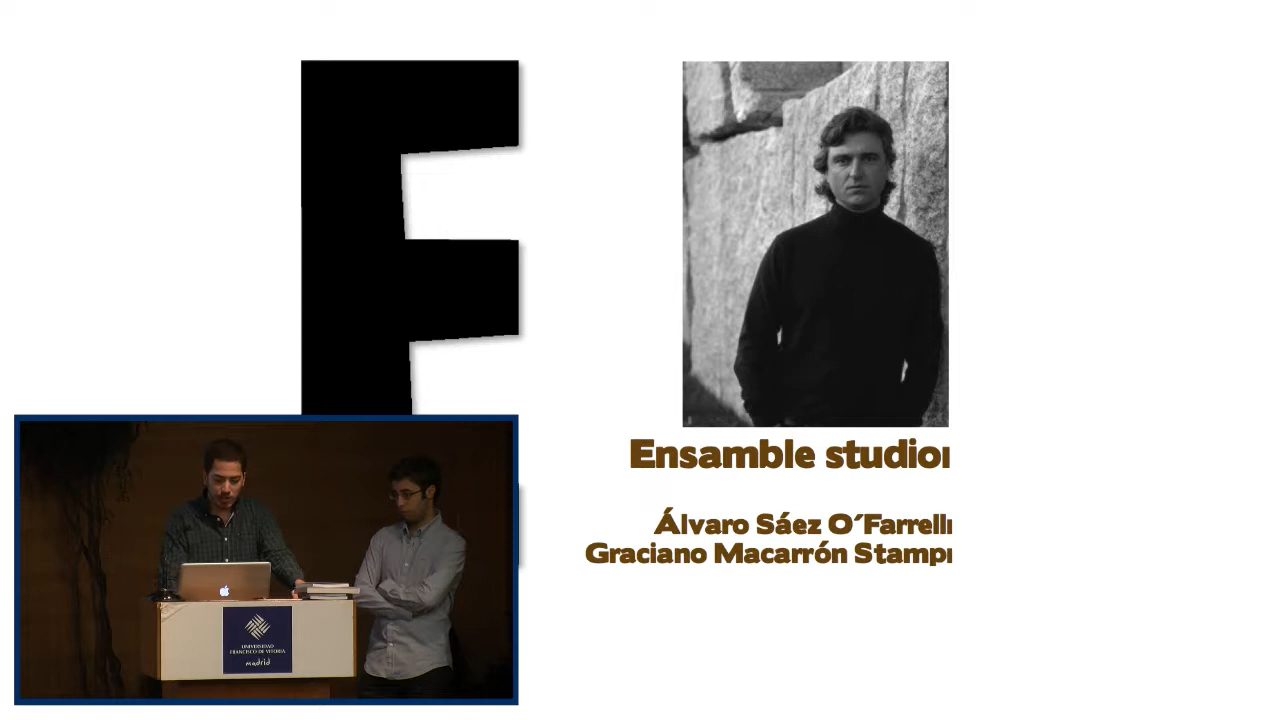 E
Ensamble studio
Álvaro Sáez O´Farrell
Graciano Macarrón Stamp
UNIVERSIDAD
FRANCISCO DE VITORIA
madrid